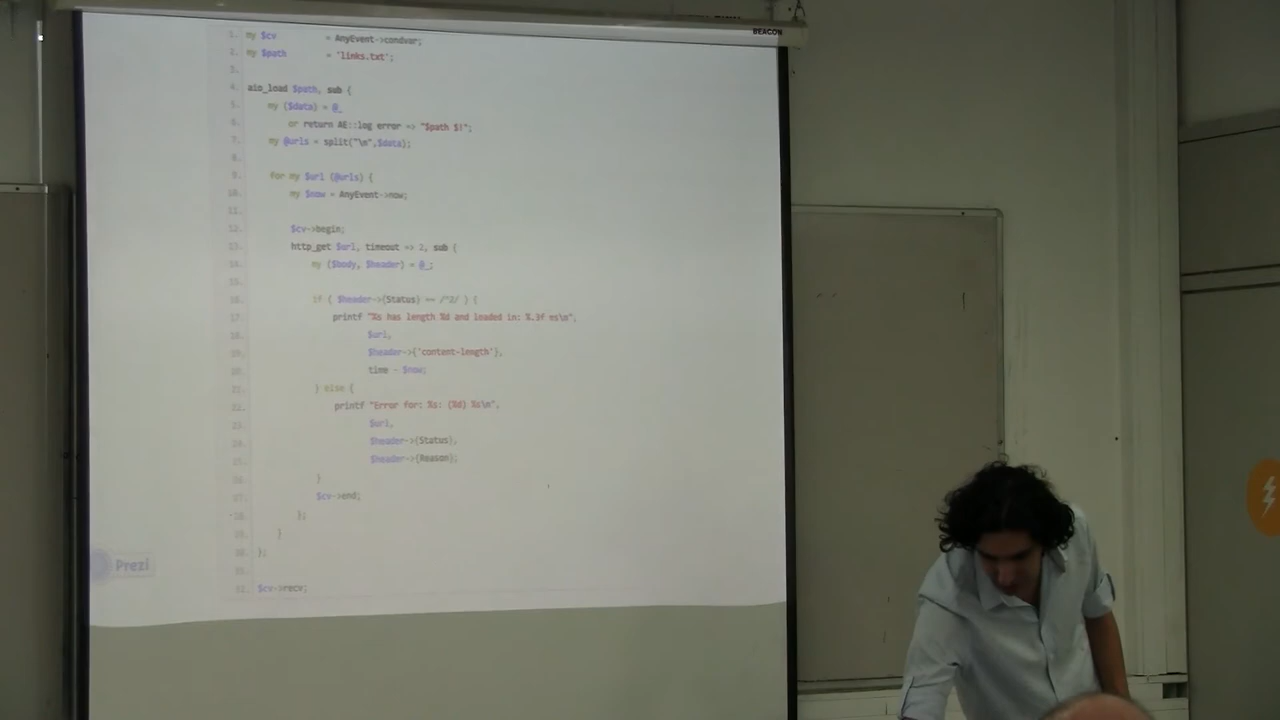 BEACON
1. my $cv = AnyEvent->condvar;
2. my $path = 'links.txt';
3.
4. aio_load $path, sub {
5. my ($data) = @_
6. or return AE::log error => "$path $!";
7. my @urls = split("\n",$data);
8.
9. for my $url (@urls) {
10. my $now = AnyEvent->now;
11.
12. $cv->begin;
13. http_get $url, timeout => 2, sub {
14. my ($body, $header) = @_;
15.
16. if ( $header->{Status} =~ /^2/ ) {
17. printf "%s has length %d and loaded in: %.3f ms\n",
18. $url,
19. $header->{'content-length'},
20. time - $now;
21. } else {
22. printf "Error for: %s: (%d) %s\n",
23. $url,
24. $header->{Status},
25. $header->{Reason};
26. }
27. $cv->end;
28. };
29. }
30. };
31.
32. $cv->recv;
Prezi